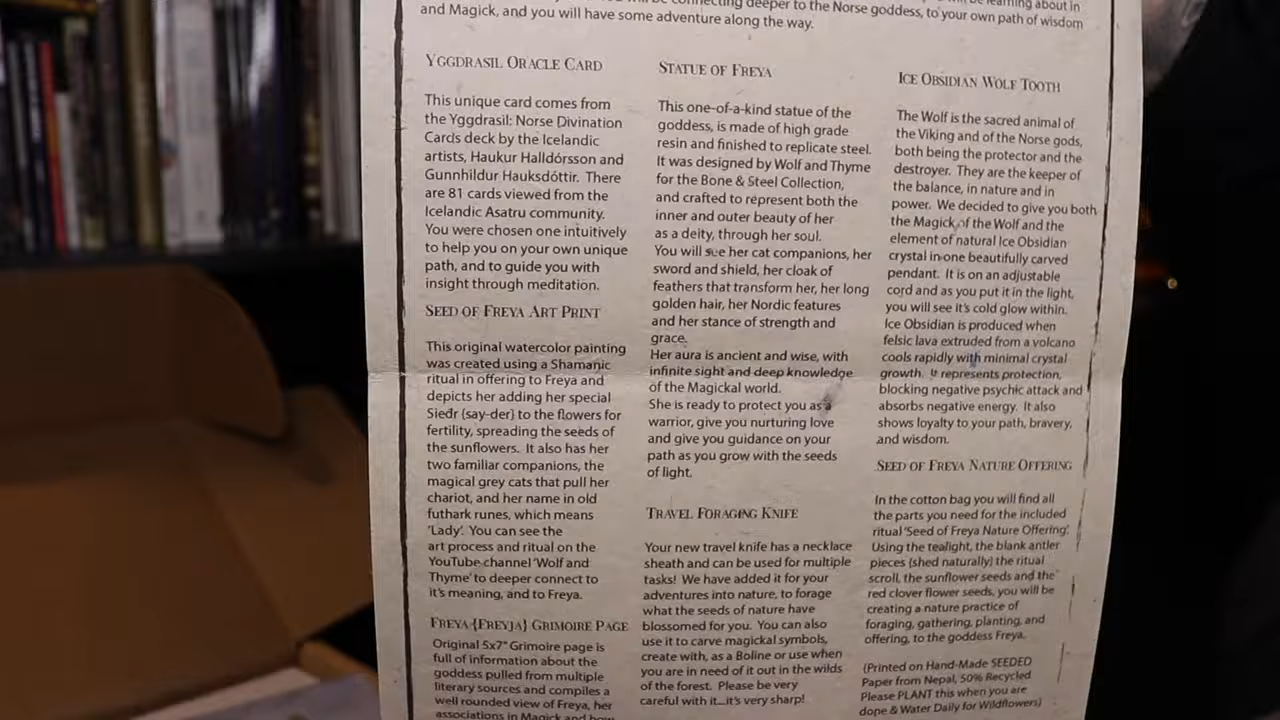 connecting deeper to the Norse goddess, to your own path of wisdom
and Magick, and you will have some adventure along the way.
YGGDRASIL ORACLE CARD
This unique card comes from
the Yggdrasil: Norse Divination
Cards deck by the Icelandic
artists, Haukur Halldórsson and
Gunnhildur Hauksdóttir. There
are 81 cards viewed from the
Icelandic Asatru community.
You were chosen one intuitively
to help you on your own unique
path, and to guide you with
insight through meditation.
SEED OF FREYA ART PRINT
This original watercolor painting
was created using a Shamanic
ritual in offering to Freya and
depicts her adding her special
Siedr (say-der) to the flowers for
fertility, spreading the seeds of
the sunflowers. It also has her
two familiar companions, the
magical grey cats that pull her
chariot, and her name in old
futhark runes, which means
'Lady'. You can see the
art process and ritual on the
YouTube channel 'Wolf and
Thyme' to deeper connect to
it's meaning, and to Freya.
FREYA {FREYJA} GRIMOIRE PAGE
Original 5x7" Grimoire page is
full of information about the
goddess pulled from multiple
literary sources and compiles a
well rounded view of Freya, her
associations in Magick and how
STATUE OF FREYA
This one-of-a-kind statue of the
goddess, is made of high grade
resin and finished to replicate steel.
It was designed by Wolf and Thyme
for the Bone & Steel Collection,
and crafted to represent both the
inner and outer beauty of her
as a deity, through her soul.
You will see her cat companions, her
sword and shield, her cloak of
feathers that transform her, her long
golden hair, her Nordic features
and her stance of strength and
grace.
Her aura is ancient and wise, with
infinite sight and deep knowledge
of the Magickal world.
She is ready to protect you as a
warrior, give you nurturing love
and give you guidance on your
path as you grow with the seeds
of light.
TRAVEL FORAGING KNIFE
Your new travel knife has a necklace
sheath and can be used for multiple
tasks! We have added it for your
adventures into nature, to forage
what the seeds of nature have
blossomed for you. You can also
use it to carve magickal symbols,
create with, as a Boline or use when
you are in need of it out in the wilds
of the forest. Please be very
careful with it...it's very sharp!
ICE OBSIDIAN WOLF TOOTH
The Wolf is the sacred animal of
the Viking and of the Norse gods,
both being the protector and the
destroyer. They are the keeper of
the balance, in nature and in
power. We decided to give you both
the Magick of the Wolf and the
element of natural Ice Obsidian
crystal in one beautifully carved
pendant. It is on an adjustable
cord and as you put it in the light,
you will see it's cold glow within.
Ice Obsidian is produced when
felsic lava extruded from a volcano
cools rapidly with minimal crystal
growth. It represents protection,
blocking negative psychic attack and
absorbs negative energy. It also
shows loyalty to your path, bravery,
and wisdom.
SEED OF FREYA NATURE OFFERING
In the cotton bag you will find all
the parts you need for the included
ritual 'Seed of Freya Nature Offering'.
Using the tealight, the blank antler
pieces (shed naturally) the ritual
scroll, the sunflower seeds and the
red clover flower seeds, you will be
creating a nature practice of
foraging, gathering, planting, and
offering, to the goddess Freya.
(Printed on Hand-Made SEEDED
Paper from Nepal, 50% Recycled
Please PLANT this when you are
dope & Water Daily for Wildflowers)